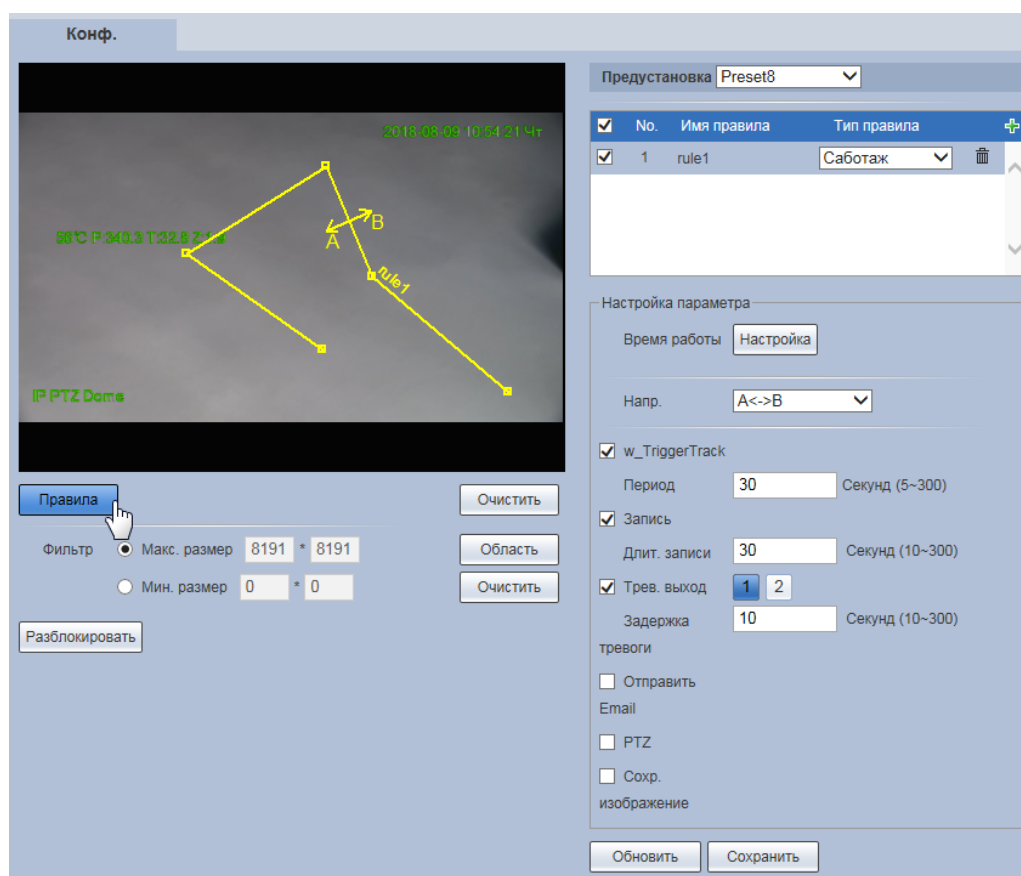 Конф.
2018-08-09 10:54:21 Чт
A B
rule1
IP PTZ Dome
Правила Очистить
Фильтр Макс. размер 8191 * 8191 Область
Мин. размер 0 * 0 Очистить
Разблокировать
Предустановка Preset8
No. Имя правила Тип правила
1 rule1 Саботаж
Настройка параметра
Время работы Настройка
Напр. A<->B
w_TriggerTrack
Период 30 Секунд (5~300)
Запись
Длит. записи 30 Секунд (10~300)
Трев. выход 1 2
Задержка 10 Секунд (10~300)
тревоги
Отправить
Email
PTZ
Сохр.
изображение
Обновить Сохранить